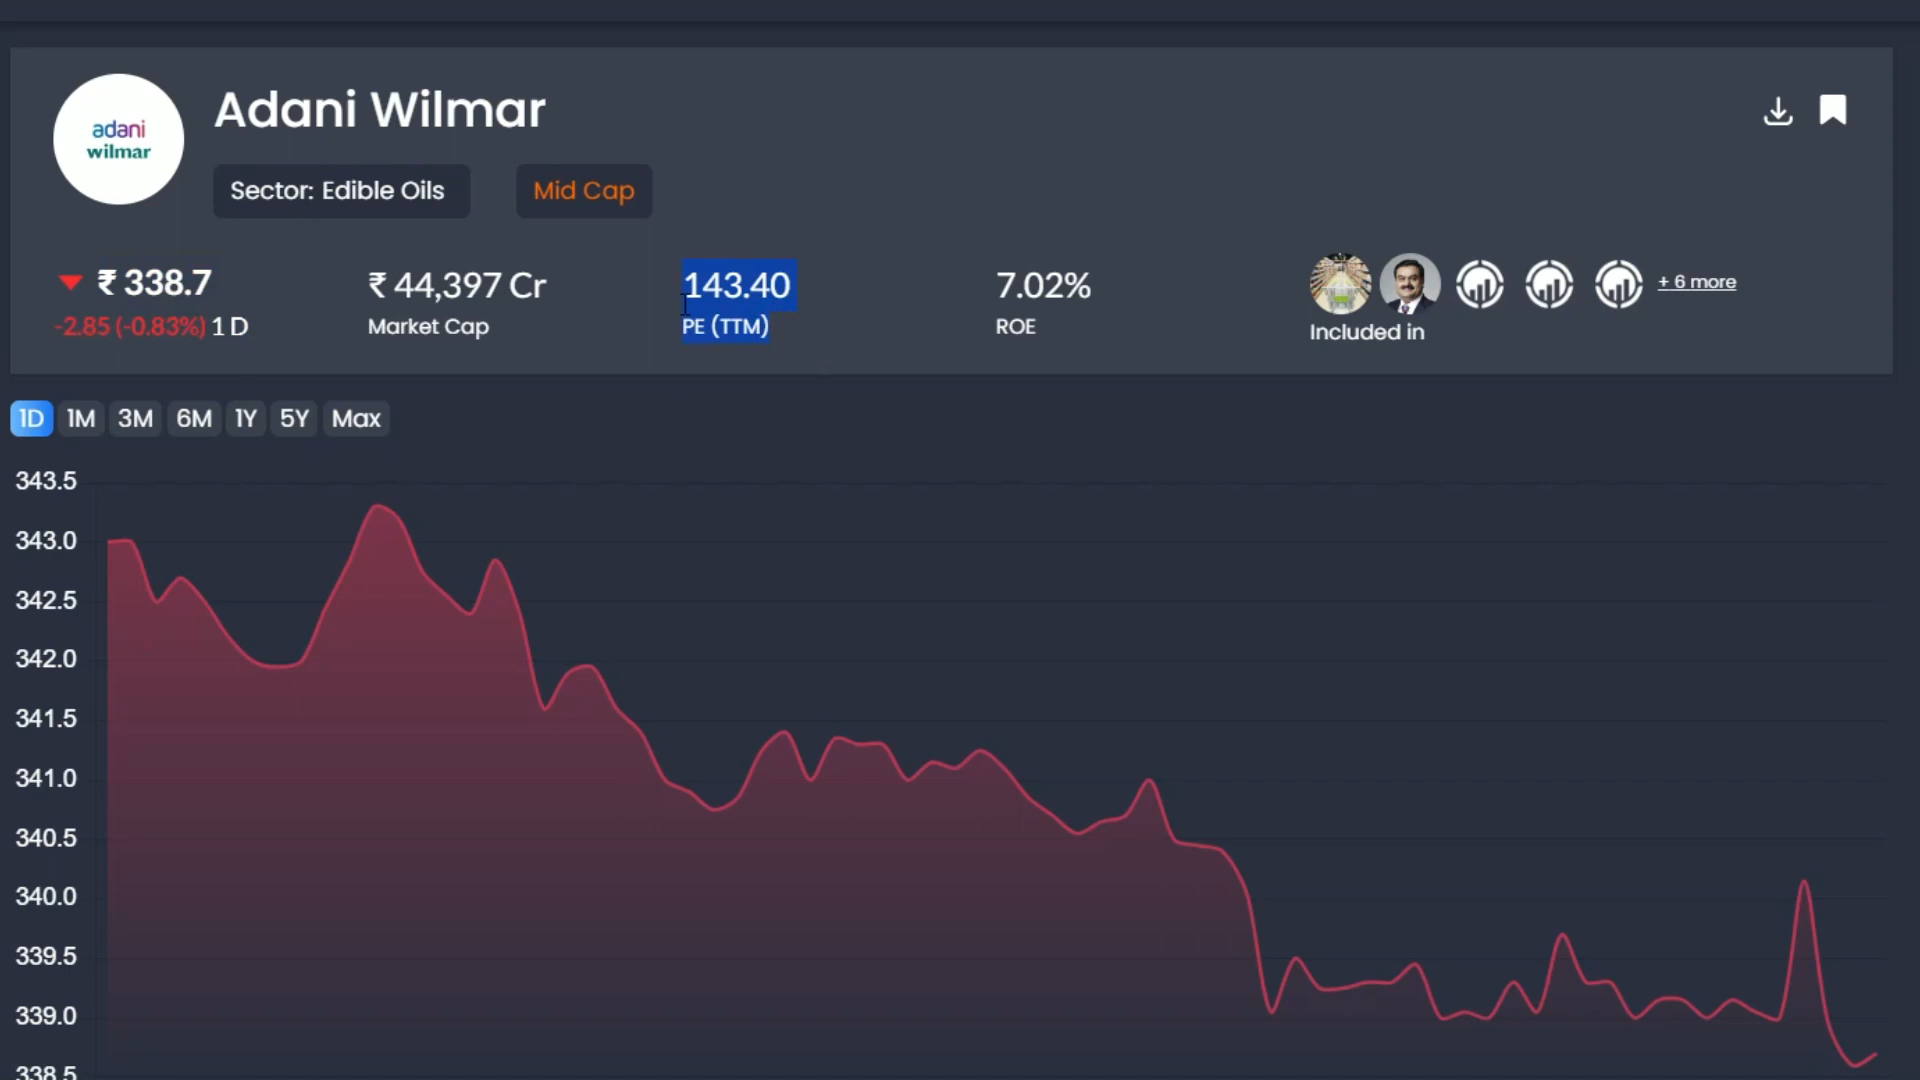 adani
wilmar
Adani Wilmar
Sector: Edible Oils
Mid Cap
₹ 338.7
-2.85 (-0.83%) 1 D
₹ 44,397 Cr
Market Cap
143.40
PE (TTM)
7.02%
ROE
+ 6 more
Included in
1D 1M 3M 6M 1Y 5Y Max
343.5
343.0
342.5
342.0
341.5
341.0
340.5
340.0
339.5
339.0
338.5